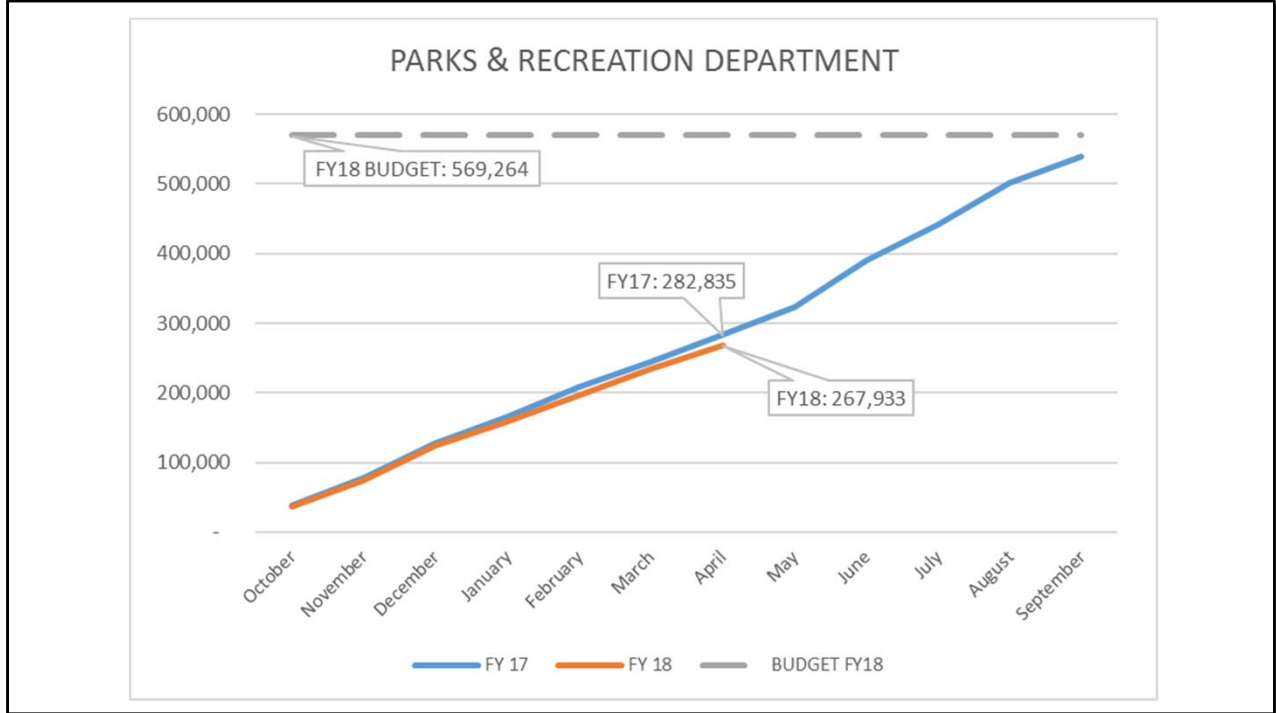 PARKS & RECREATION DEPARTMENT
600,000
500,000
400,000
300,000
200,000
100,000
-
FY18 BUDGET: 569,264
FY17: 282,835
FY18: 267,933
October
November
December
January
February
March
April
May
June
July
August
September
FY 17
FY 18
BUDGET FY18